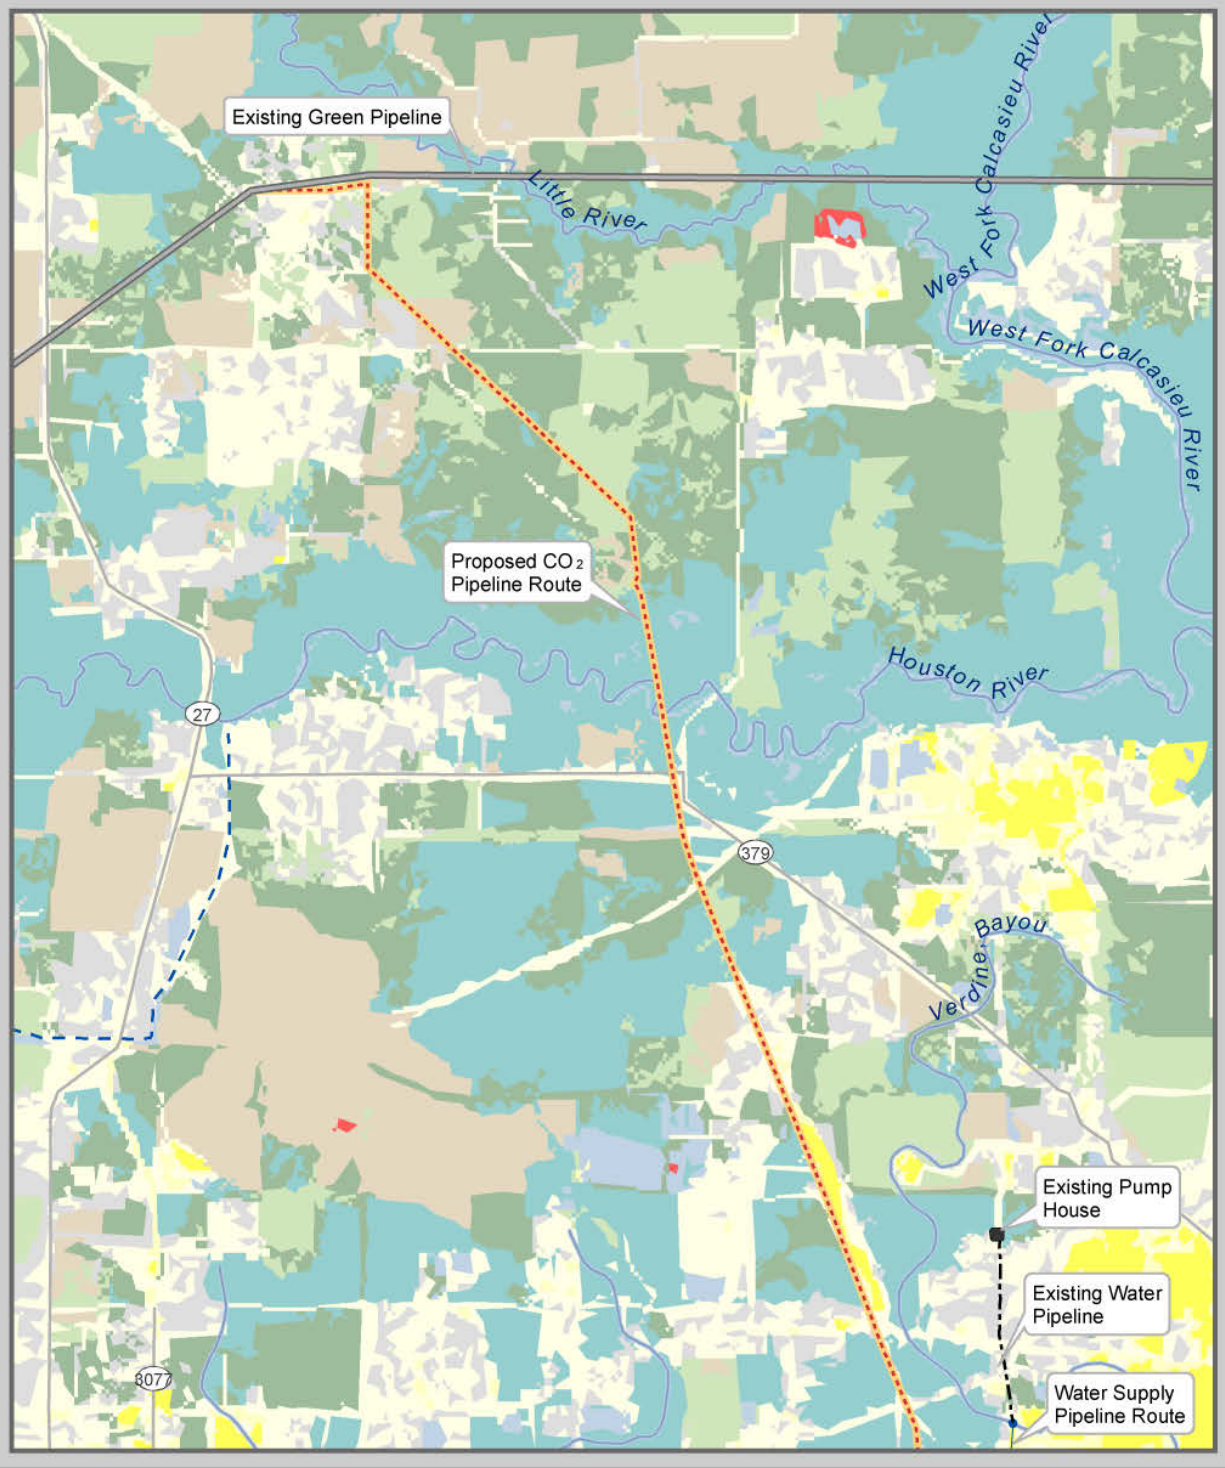 Existing Green Pipeline
Little River
West Fork Calcasieu River
West Fork Calcasieu River
Proposed CO2
Pipeline Route
Houston River
27
379
Verdine Bayou
Existing Pump
House
Existing Water
Pipeline
3077
Water Supply
Pipeline Route